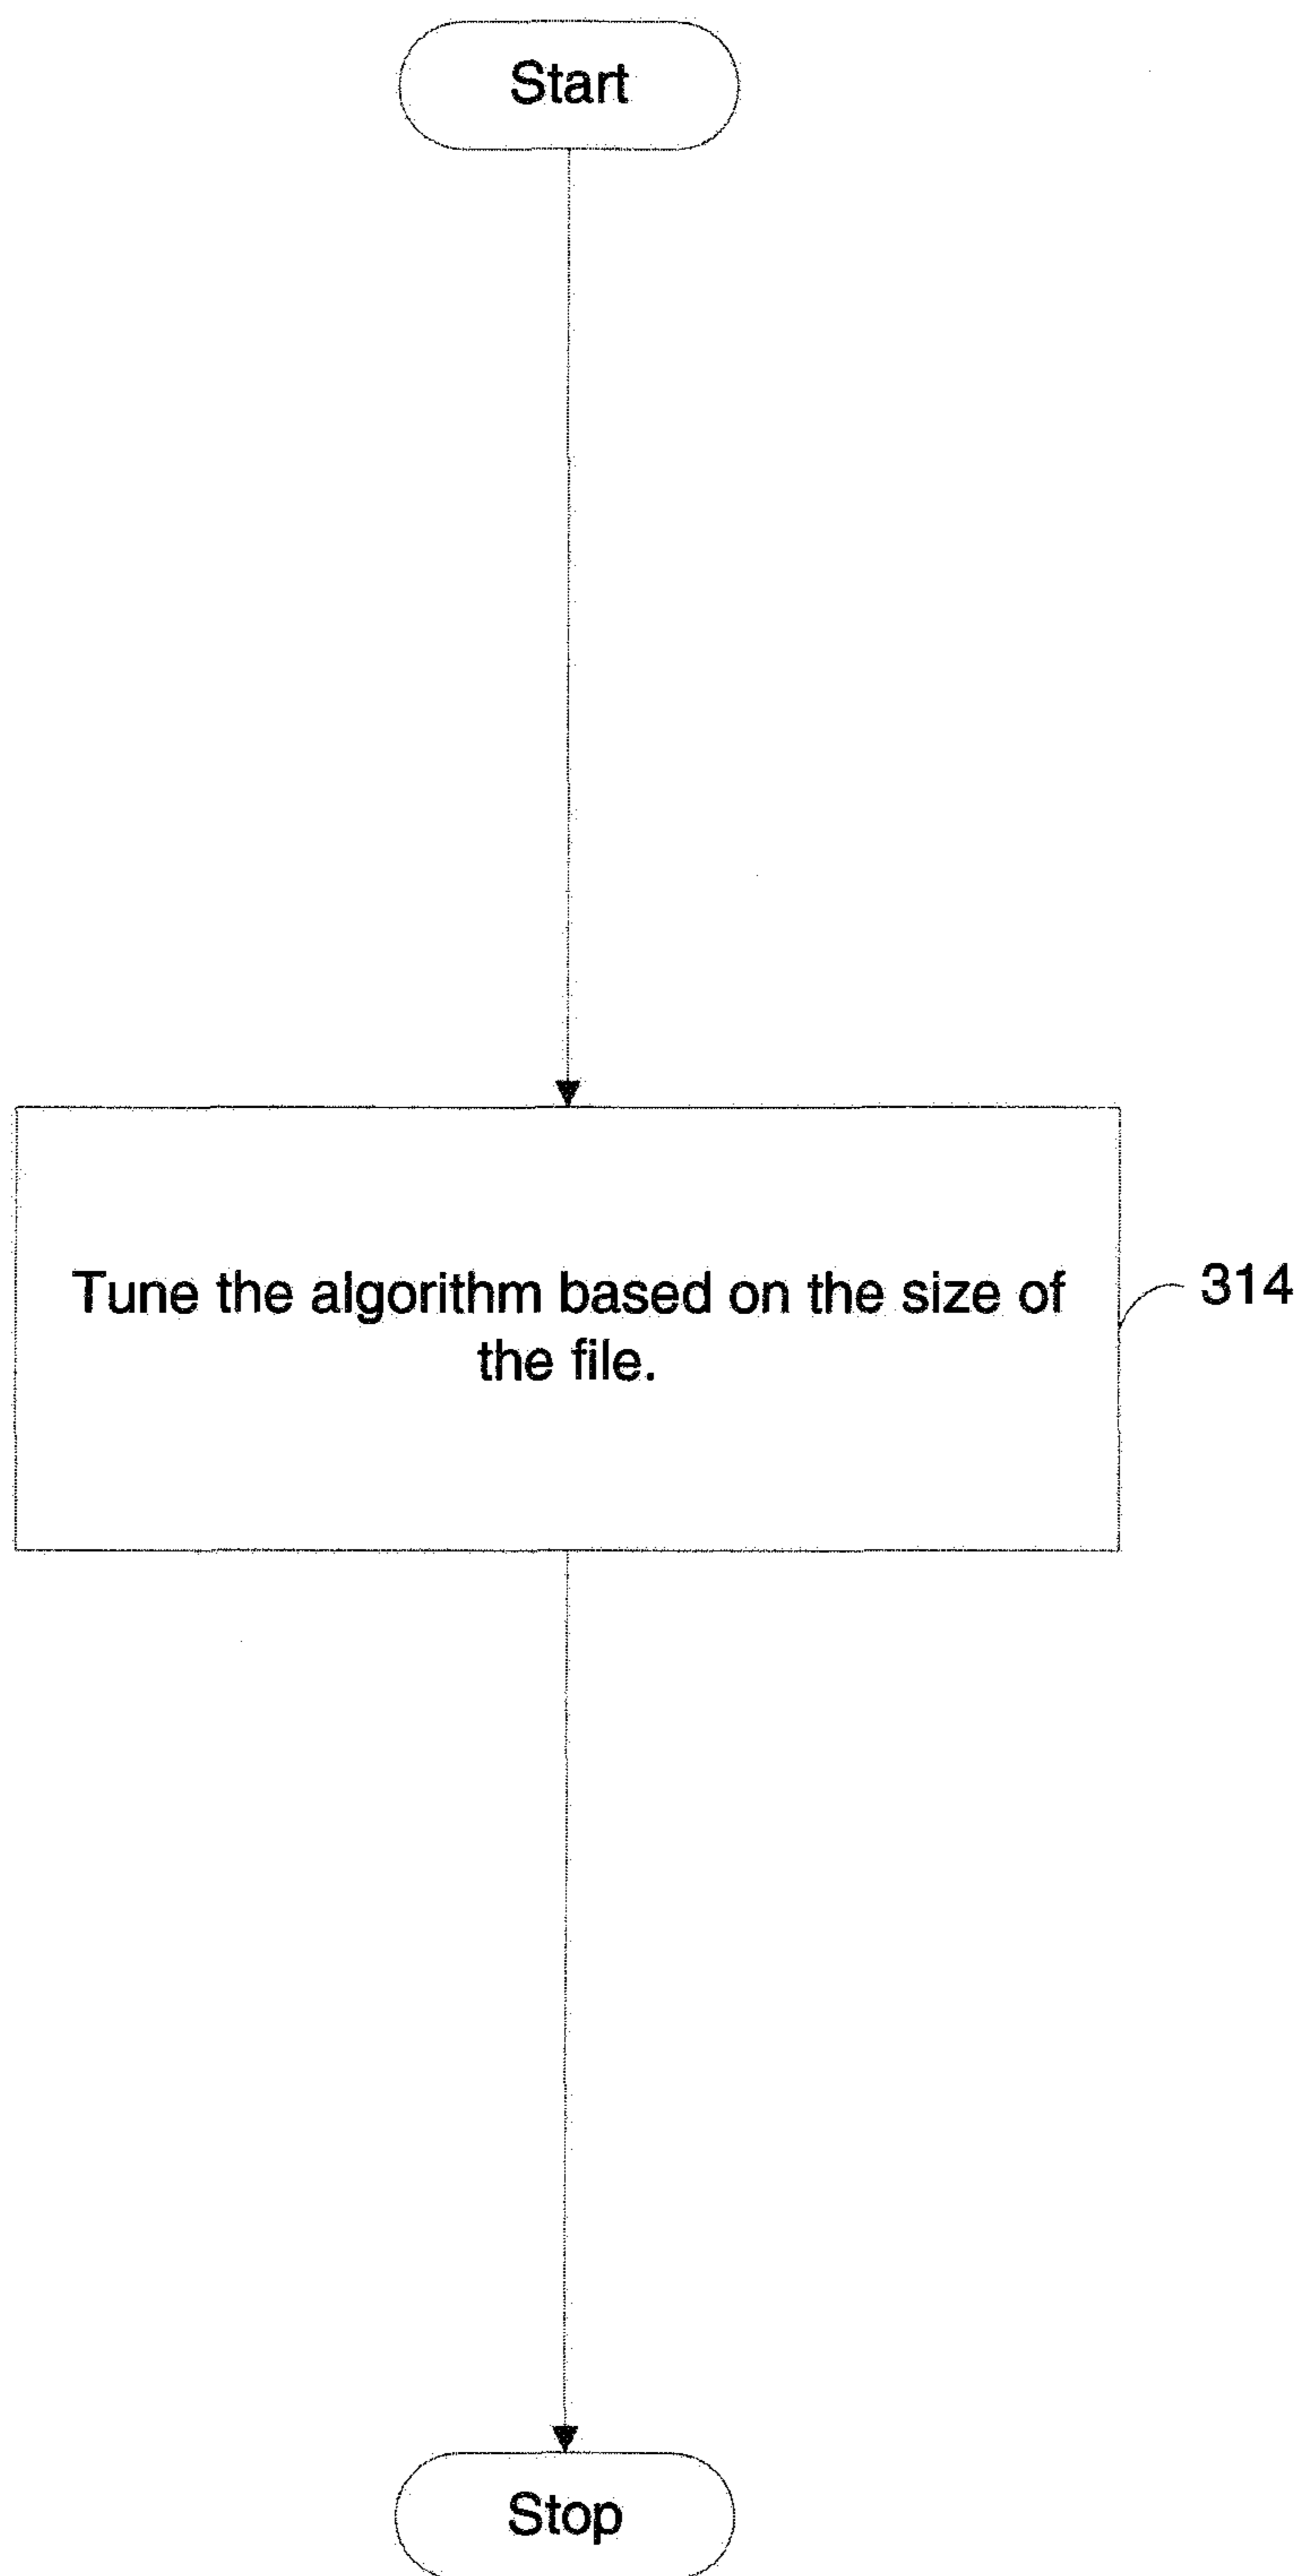 Start
Tune the algorithm based on the size of
the file.
314
Stop